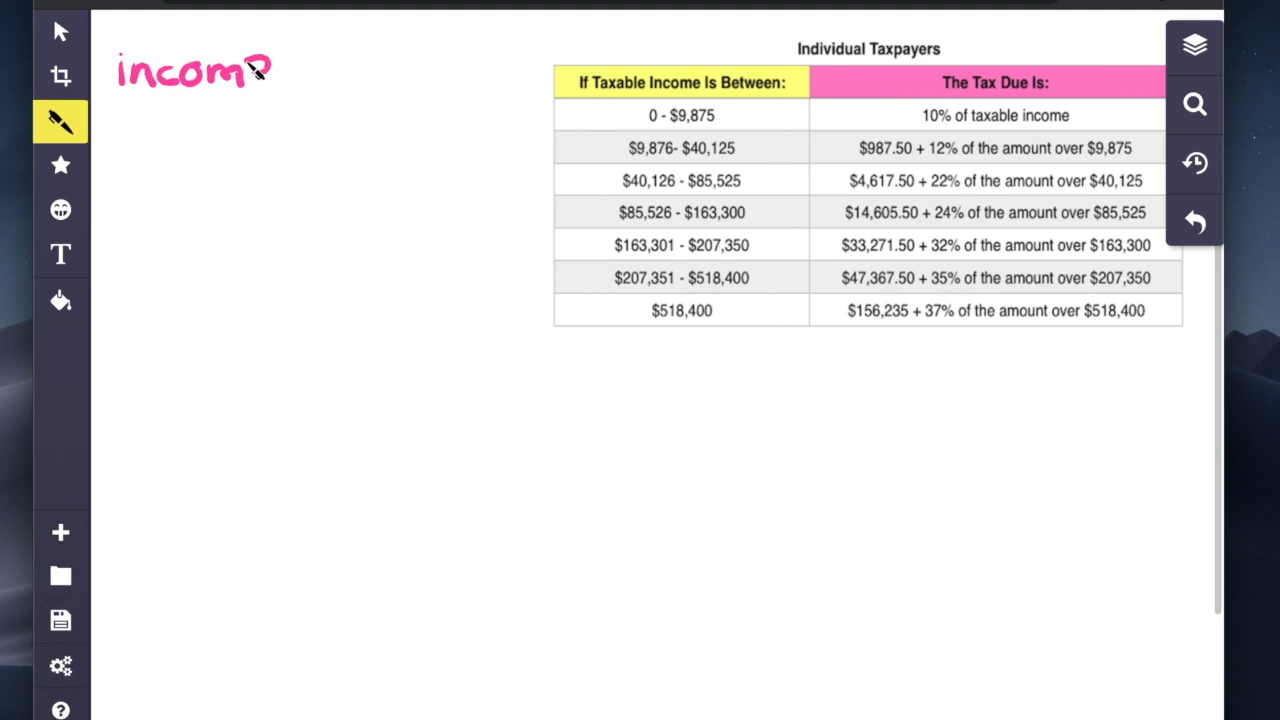 income
Individual Taxpayers
If Taxable Income Is Between: The Tax Due Is:
0 - $9,875 10% of taxable income
$9,876- $40,125 $987.50 + 12% of the amount over $9,875
$40,126 - $85,525 $4,617.50 + 22% of the amount over $40,125
$85,526 - $163,300 $14,605.50 + 24% of the amount over $85,525
$163,301 - $207,350 $33,271.50 + 32% of the amount over $163,300
$207,351 - $518,400 $47,367.50 + 35% of the amount over $207,350
$518,400 $156,235 + 37% of the amount over $518,400
T
?